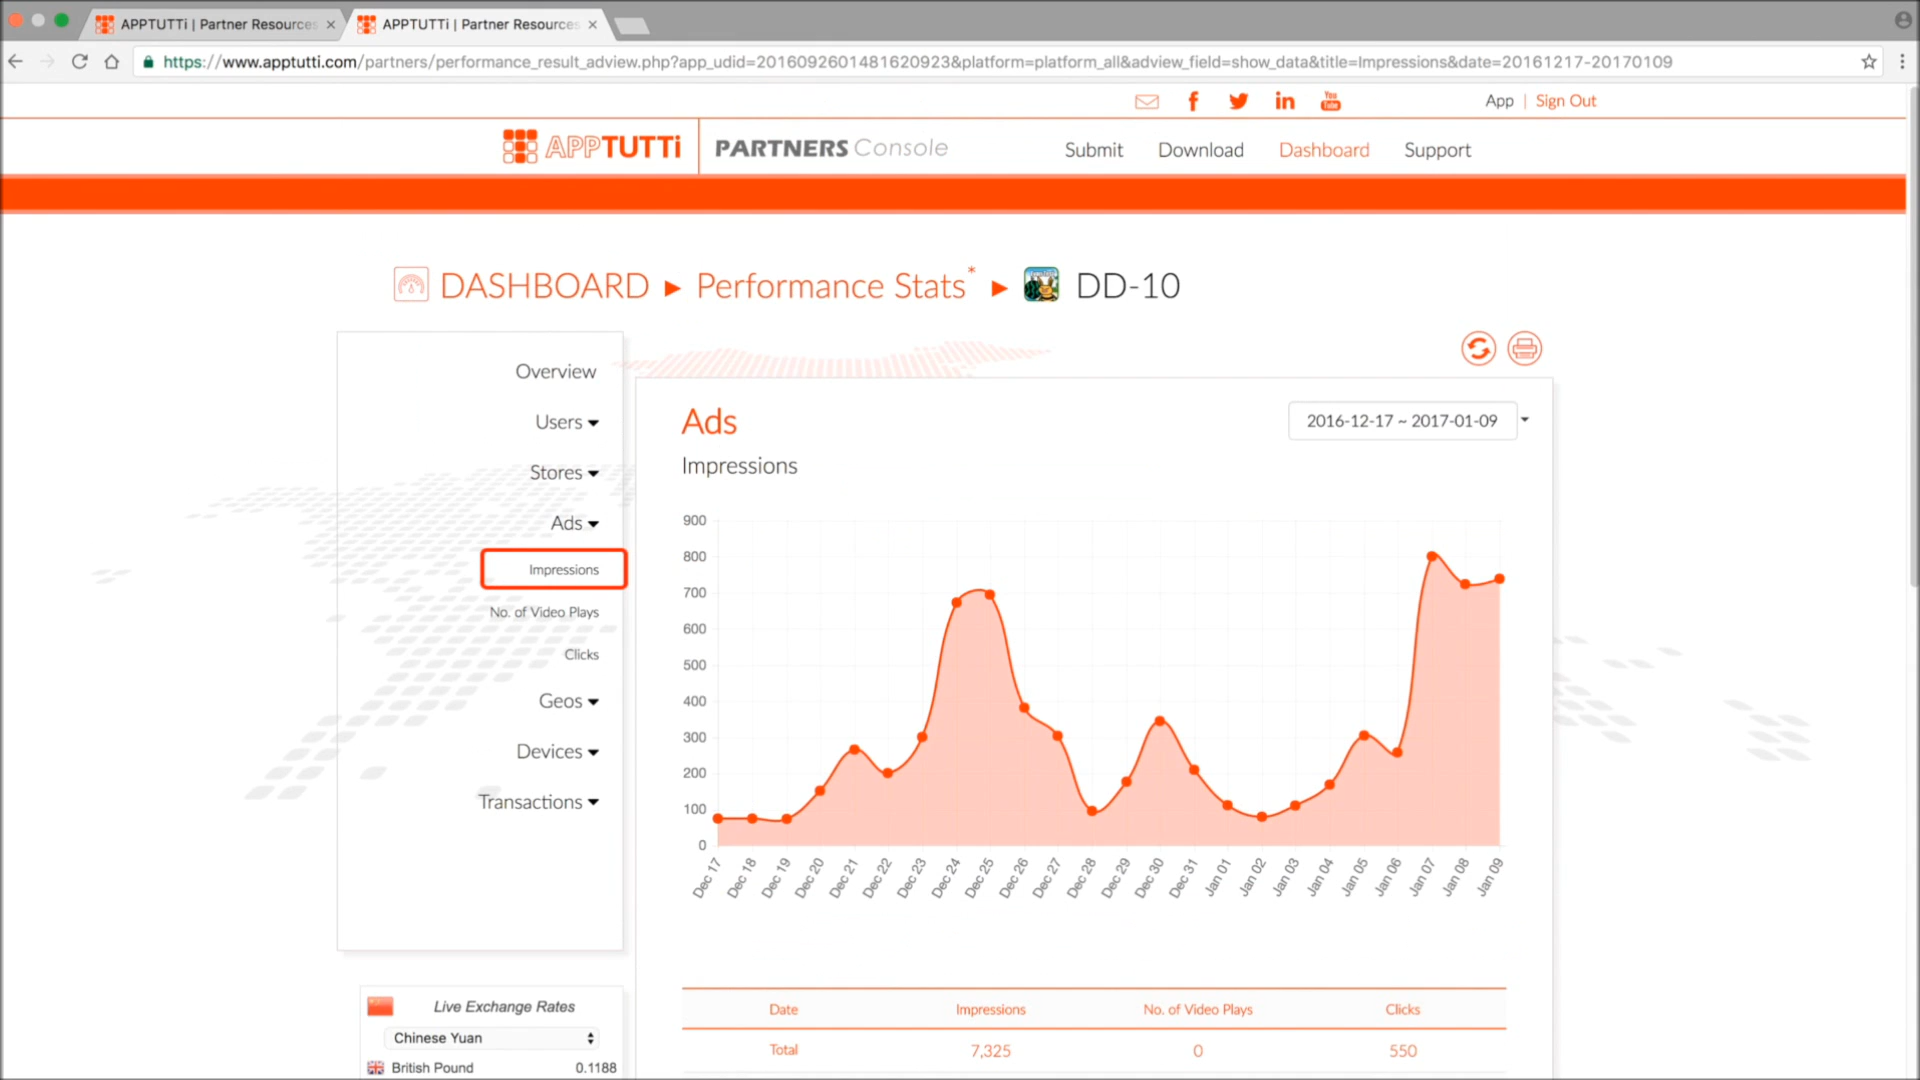 APPTUTTi | Partner Resources
APPTUTTi | Partner Resources
https://www.apptutti.com/partners/performance_result_adview.php?app_udid=2016092601481620923&platform=platform_all&adview_field=show_data&title=Impressions&date=20161217-20170109
App | Sign Out
APPTUTTi PARTNERS Console
Submit Download Dashboard Support
DASHBOARD ▸ Performance Stats* ▸ DD-10
Overview
Users
Stores
Ads
Impressions
No. of Video Plays
Clicks
Geos
Devices
Transactions
Ads
2016-12-17 ~ 2017-01-09
Impressions
900
800
700
600
500
400
300
200
100
0
Dec 17 Dec 18 Dec 19 Dec 20 Dec 21 Dec 22 Dec 23 Dec 24 Dec 25 Dec 26 Dec 27 Dec 28 Dec 29 Dec 30 Dec 31 Jan 01 Jan 02 Jan 03 Jan 04 Jan 05 Jan 06 Jan 07 Jan 08 Jan 09
Date Impressions No. of Video Plays Clicks
Total 7,325 0 550
Live Exchange Rates
Chinese Yuan
British Pound 0.1188